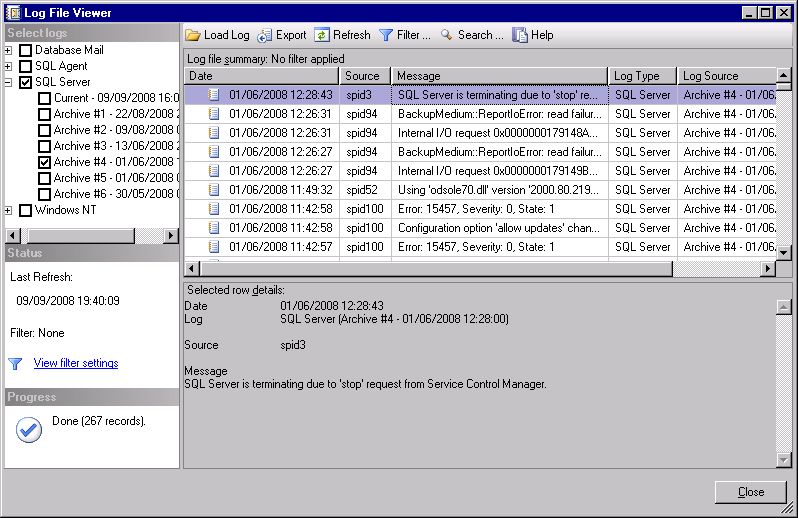 Log File Viewer
Select logs
Database Mail
SQL Agent
SQL Server
Current - 09/09/2008 16:0
Archive #1 - 22/08/2008 2
Archive #2 - 09/08/2008 0
Archive #3 - 13/06/2008
Archive #4 - 01/06/2008 1
Archive #5 - 01/06/2008 0
Archive #6 - 30/05/2008 0
Windows NT
Status
Last Refresh:
09/09/2008 19:40:09
Filter: None
View filter settings
Progress
Done (267 records).
Load Log Export Refresh Filter ... Search ... Help
Log file summary: No filter applied
Date Source Message Log Type Log Source
01/06/2008 12:28:43 spid3 SQL Server is terminating due to 'stop' re... SQL Server Archive #4 - 01/06
01/06/2008 12:26:31 spid94 BackupMedium::ReportIoError: read failur... SQL Server Archive #4 - 01/06
01/06/2008 12:26:31 spid94 Internal I/O request 0x0000000179148A... SQL Server Archive #4 - 01/06
01/06/2008 12:26:27 spid94 BackupMedium::ReportIoError: read failur... SQL Server Archive #4 - 01/06
01/06/2008 12:26:27 spid94 Internal I/O request 0x0000000179149B... SQL Server Archive #4 - 01/06
01/06/2008 11:49:32 spid52 Using 'odsole70.dll' version '2000.80.219... SQL Server Archive #4 - 01/06
01/06/2008 11:42:58 spid100 Error: 15457, Severity: 0, State: 1 SQL Server Archive #4 - 01/06
01/06/2008 11:42:58 spid100 Configuration option 'allow updates' chan... SQL Server Archive #4 - 01/06
01/06/2008 11:42:57 spid100 Error: 15457, Severity: 0, State: 1 SQL Server Archive #4 - 01/06
Selected row details:
Date 01/06/2008 12:28:43
Log SQL Server (Archive #4 - 01/06/2008 12:28:00)
Source spid3
Message
SQL Server is terminating due to 'stop' request from Service Control Manager.
Close